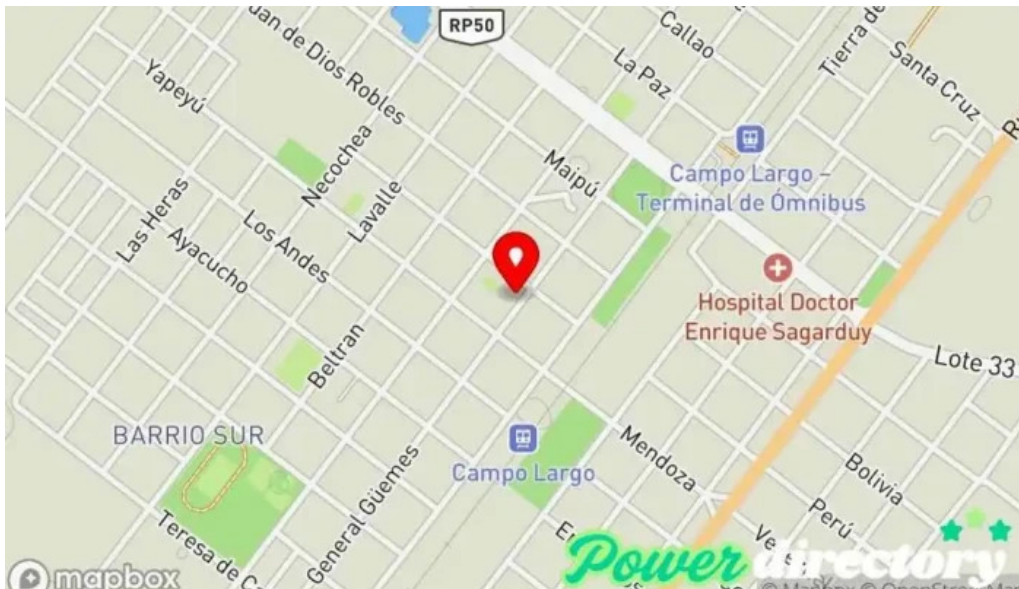 RP50
Juan de Dios Robles
Callao
La Paz
Tierra de
Santa Cruz
Yapeyú
Necochea
Maipú
Campo Largo –
Terminal de Ómnibus
Lavalle
Las Heras
Ayacucho
Los Andes
Hospital Doctor
Enrique Sagarduy
Lote 33
Beltran
BARRIO SUR
Campo Largo
Mendoza
General Güemes
Bolivia
Perú
Teresa de C
Power directory
mapbox
© Mapbox © OpenStreetMap